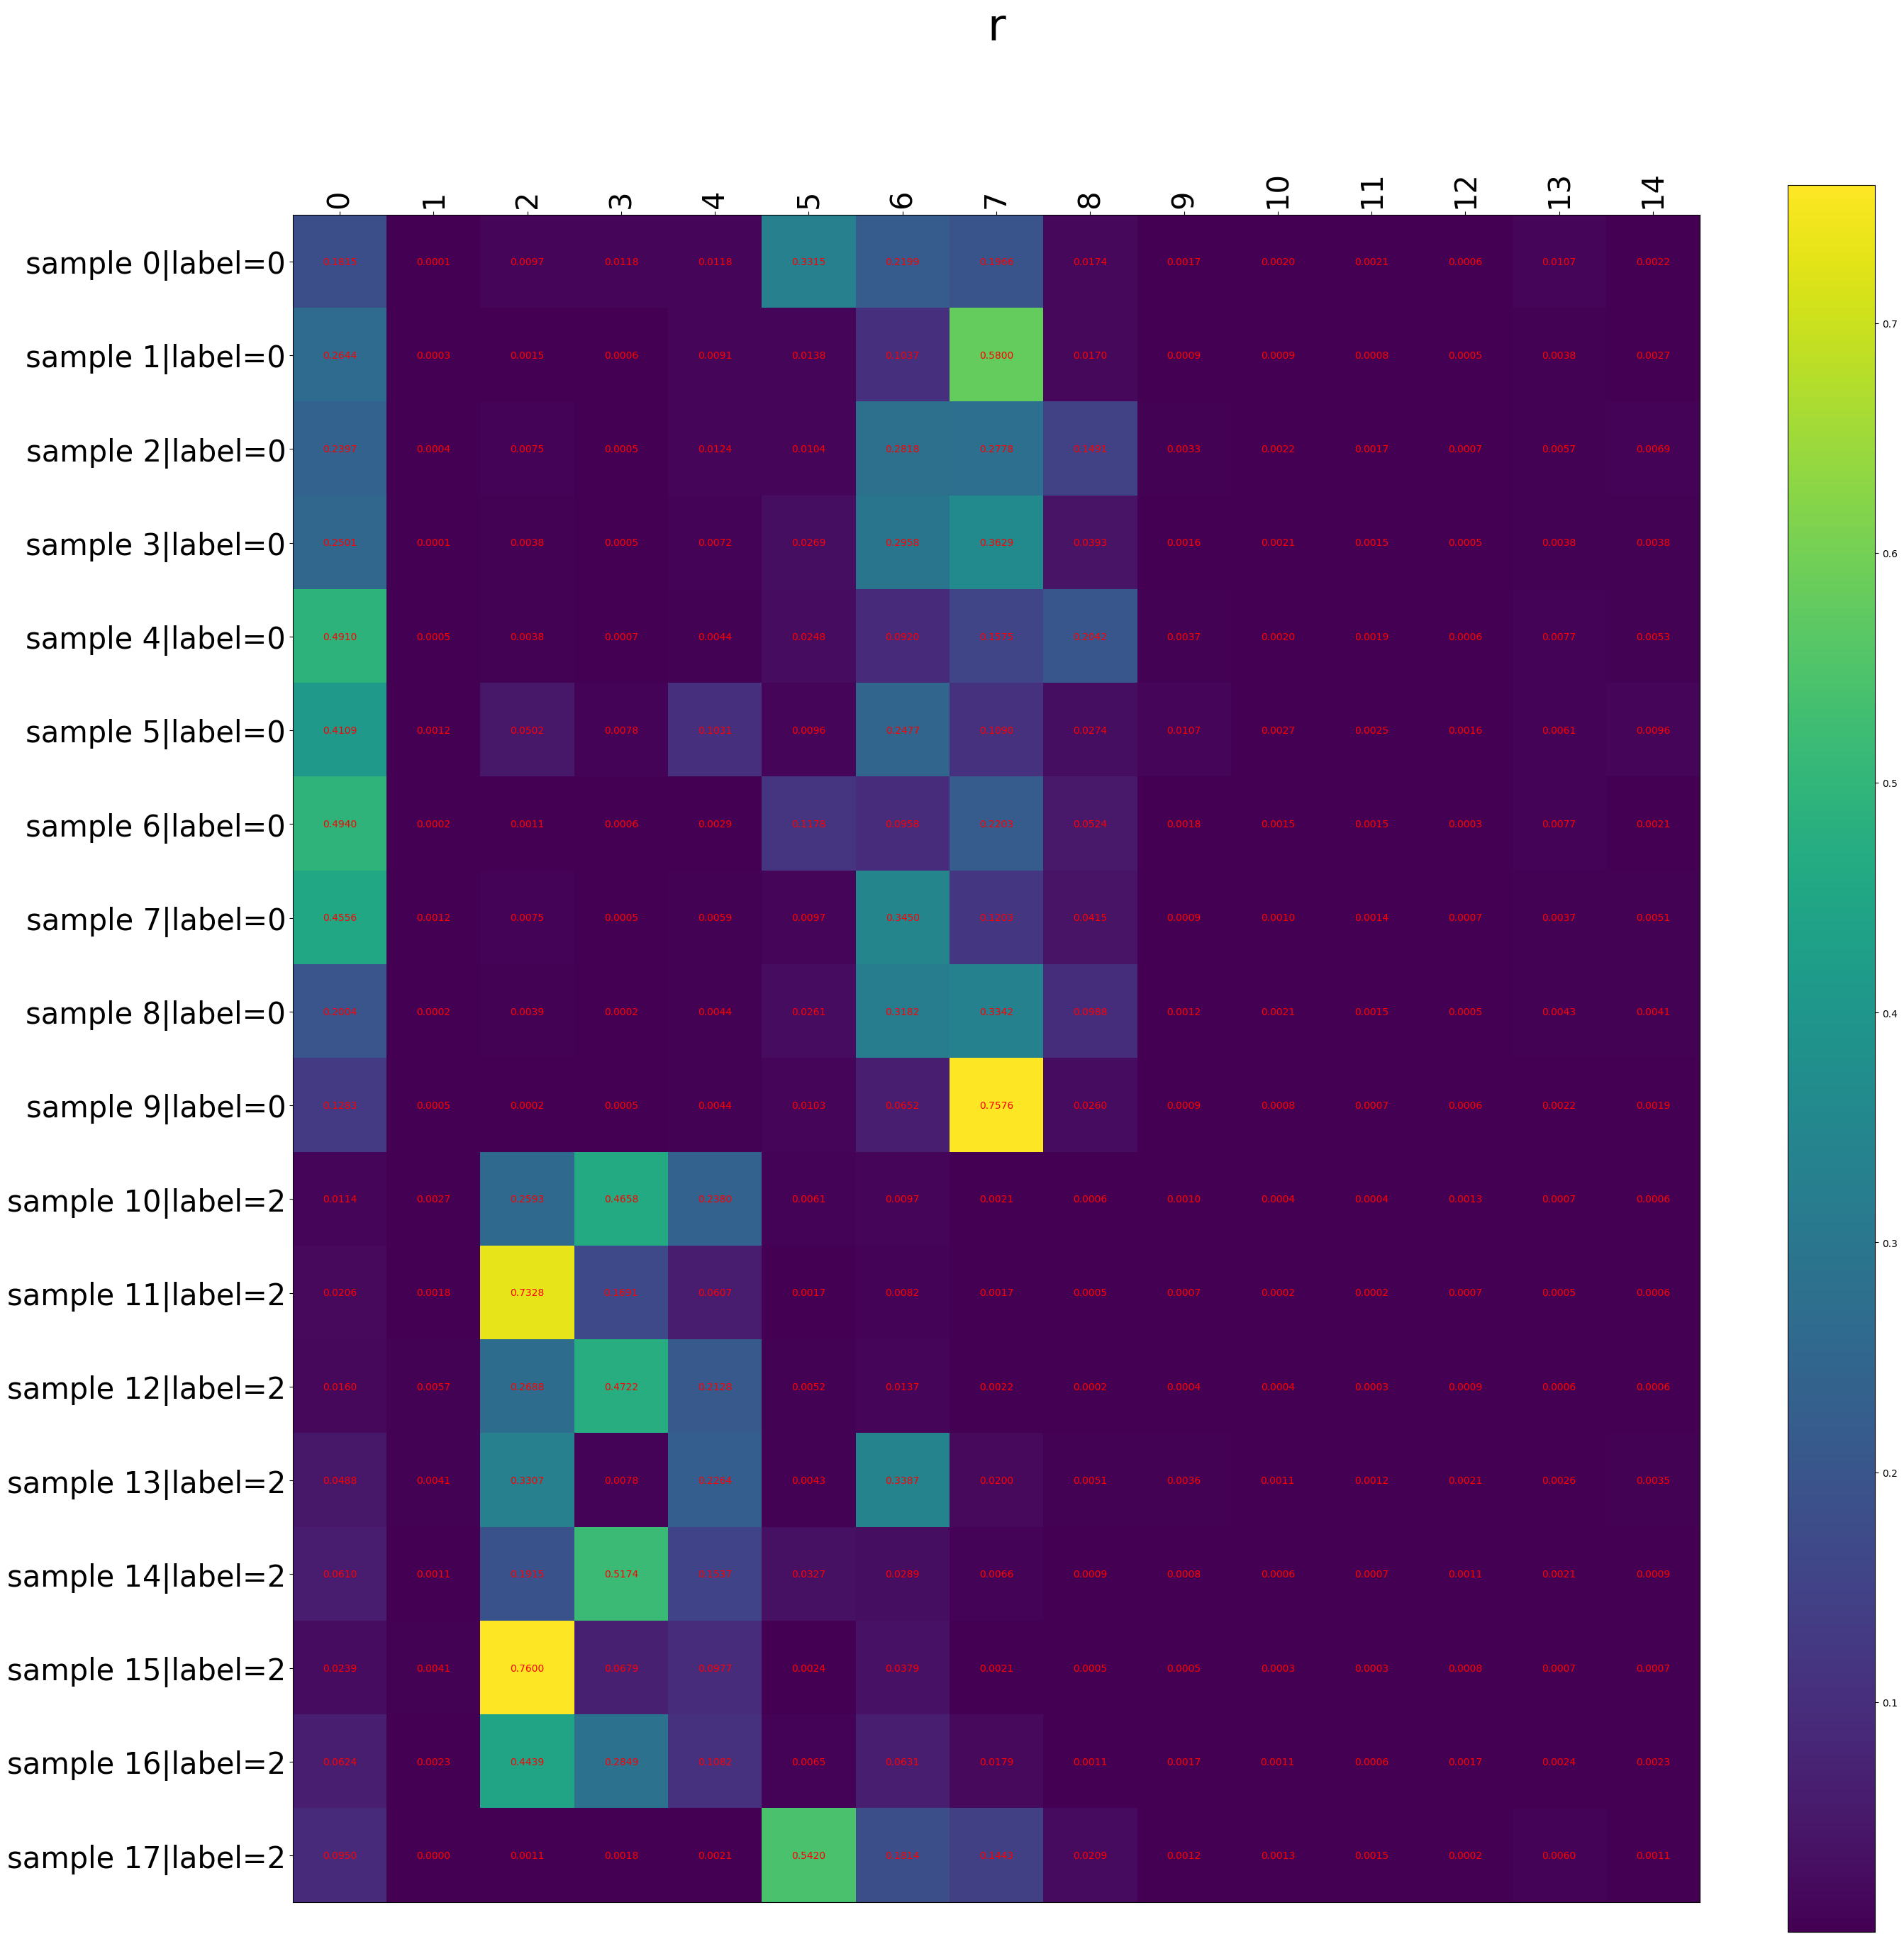 r
0 1 2 3 4 5 6 7 8 9 10 11 12 13 14
sample 0|label=0 0.0001 0.0097 0.0118 0.0118 0.3315 0.0174 0.0017 0.0020 0.0021 0.0006 0.0107 0.0022
0.7
sample 1|label=0 0.2644 0.0003 0.0015 0.0006 0.0091 0.0138 0.1037 0.5800 0.0170 0.0009 0.0009 0.0008 0.0005 0.0038 0.0027
sample 2|label=0 0.0004 0.0075 0.0005 0.0124 0.0104 0.2918 0.2778 0.0033 0.0022 0.0017 0.0007 0.0057 0.0069
sample 3|label=0 0.2501 0.0001 0.0038 0.0005 0.0072 0.0269 0.2958 0.3629 0.0393 0.0016 0.0021 0.0015 0.0005 0.0038 0.0038
0.6
sample 4|label=0 0.4910 0.0005 0.0038 0.0007 0.0044 0.0248 0.0920 0.0037 0.0020 0.0019 0.0006 0.0077 0.0053
sample 5|label=0 0.4109 0.0012 0.0502 0.0078 0.1031 0.0096 0.2477 0.1090 0.0274 0.0107 0.0027 0.0025 0.0016 0.0061 0.0096
0.5
sample 6|label=0 0.4940 0.0002 0.0011 0.0006 0.0029 0.1178 0.0958 0.0524 0.0018 0.0015 0.0015 0.0003 0.0077 0.0021
sample 7|label=0 0.4556 0.0012 0.0075 0.0005 0.0059 0.0097 0.3450 0.0415 0.0009 0.0010 0.0014 0.0007 0.0037 0.0051
sample 8|label=0 0.0002 0.0039 0.0002 0.0044 0.0261 0.3182 0.3342 0.0012 0.0021 0.0015 0.0005 0.0043 0.0041
0.4
sample 9|label=0 0.0005 0.0002 0.0005 0.0044 0.0103 0.0652 0.7576 0.0260 0.0009 0.0008 0.0007 0.0006 0.0022 0.0019
sample 10|label=2 0.0114 0.0027 0.2593 0.4658 0.0061 0.0097 0.0021 0.0006 0.0010 0.0004 0.0004 0.0013 0.0007 0.0006
0.3
sample 11|label=2 0.0206 0.0018 0.7328 0.0607 0.0017 0.0082 0.0017 0.0005 0.0007 0.0002 0.0002 0.0007 0.0005 0.0006
sample 12|label=2 0.0160 0.0057 0.4722 0.0052 0.0137 0.0022 0.0002 0.0004 0.0004 0.0003 0.0009 0.0006 0.0006
0.2
sample 13|label=2 0.0488 0.0041 0.3307 0.0078 0.0043 0.3387 0.0200 0.0051 0.0036 0.0011 0.0012 0.0021 0.0026 0.0035
sample 14|label=2 0.0610 0.0011 0.5174 0.0327 0.0289 0.0066 0.0009 0.0008 0.0006 0.0007 0.0011 0.0021 0.0009
sample 15|label=2 0.0239 0.0041 0.7600 0.0679 0.0977 0.0024 0.0379 0.0021 0.0005 0.0005 0.0003 0.0003 0.0008 0.0007 0.0007
0.1
sample 16|label=2 0.0624 0.0023 0.4439 0.2849 0.0065 0.0631 0.0179 0.0011 0.0017 0.0011 0.0006 0.0017 0.0024 0.0023
sample 17|label=2 0.0950 0.0000 0.0011 0.0018 0.0021 0.5420 0.0209 0.0012 0.0013 0.0015 0.0002 0.0060 0.0011